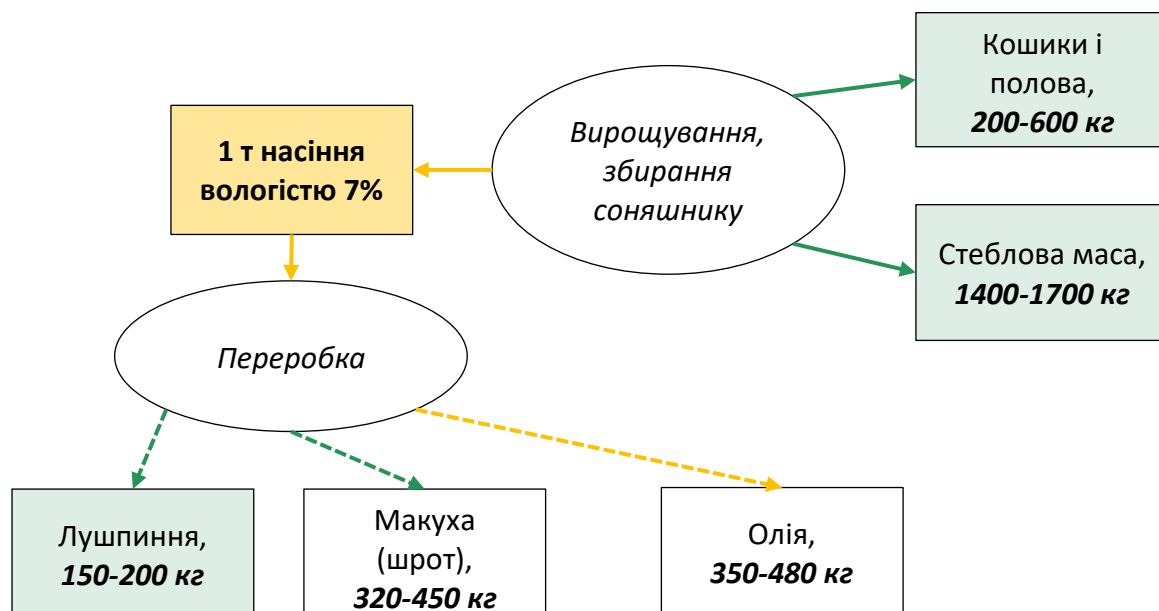 Кошики і
полова,
200-600 кг
Вирощування,
збирання
соняшнику
1 т насіння
вологістю 7%
Стеблова маса,
1400-1700 кг
Переробка
Лушпиння,
150-200 кг
Макуха
(шрот),
320-450 кг
Олія,
350-480 кг